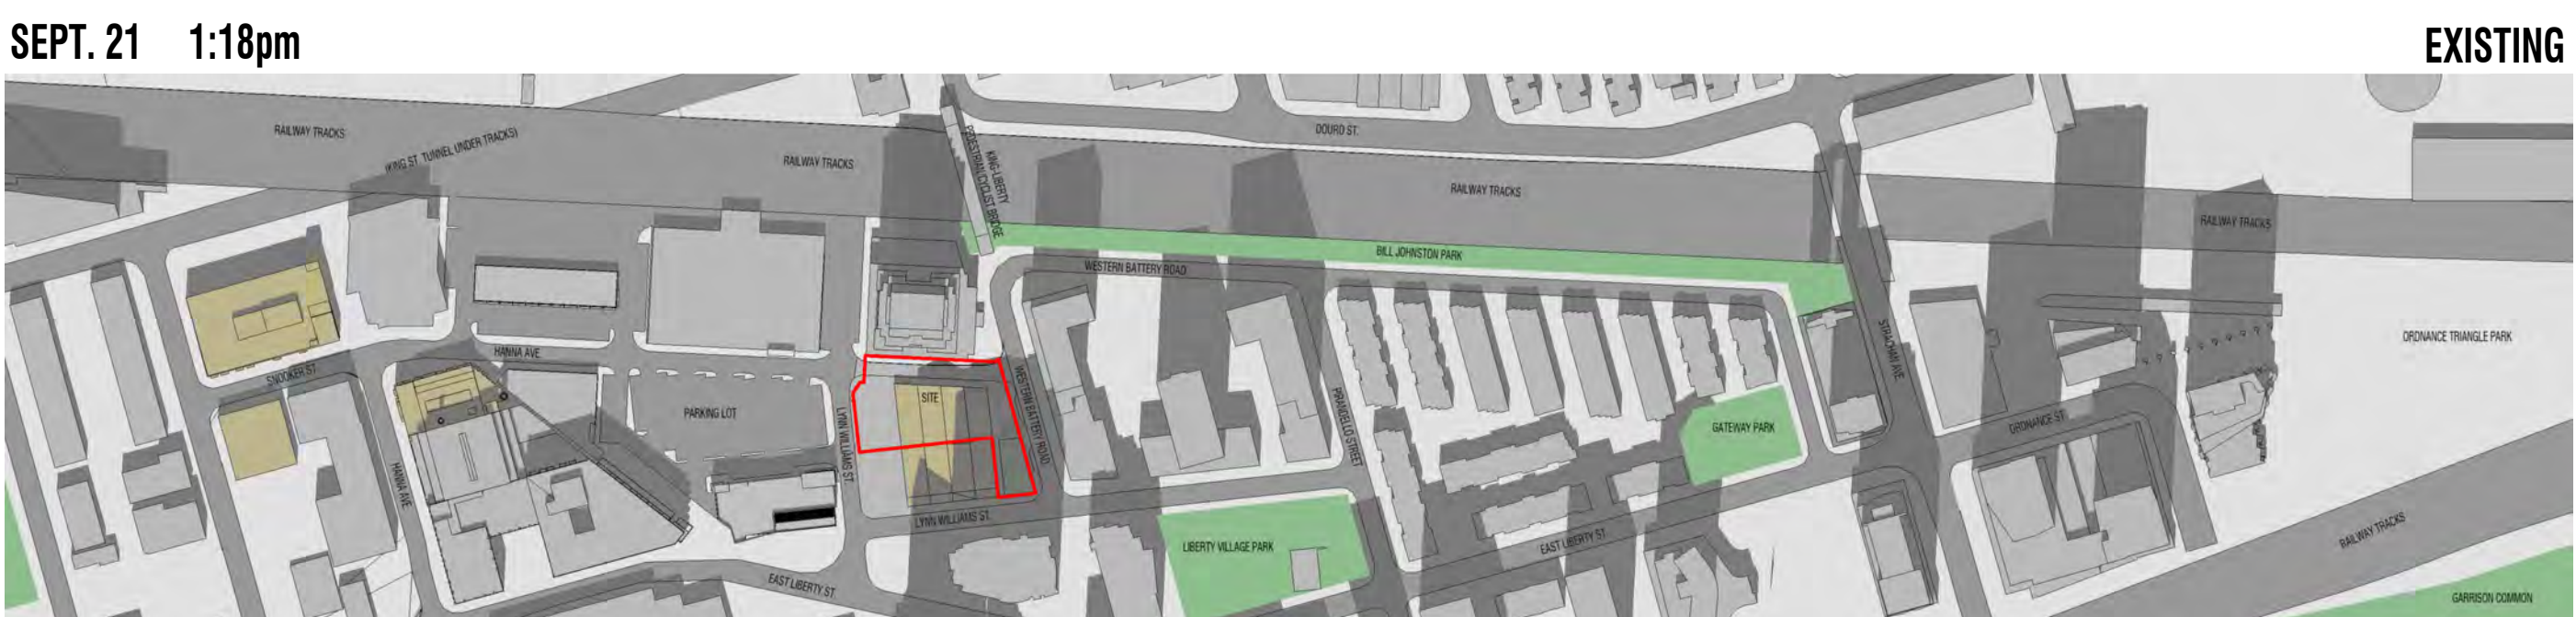 SEPT. 21 1:18pm
EXISTING
RAILWAY TRACKS
(KING ST. TUNNEL UNDER TRACKS)
RAILWAY TRACKS
KING-LIBERTY
PEDESTRIAN/CYCLIST BRIDGE
DOURO ST.
RAILWAY TRACKS
RAILWAY TRACKS
BILL JOHNSTON PARK
WESTERN BATTERY ROAD
STRACHAN AVE.
ORDNANCE TRIANGLE PARK
HANNA AVE.
SNOOKER ST.
PARKING LOT
SITE
LYNN WILLIAMS ST.
WESTERN BATTERY ROAD
PIRANDELLO STREET
GATEWAY PARK
ORDNANCE ST.
HANNA AVE.
LYNN WILLIAMS ST.
LIBERTY VILLAGE PARK
EAST LIBERTY ST.
EAST LIBERTY ST.
RAILWAY TRACKS
GARRISON COMMON